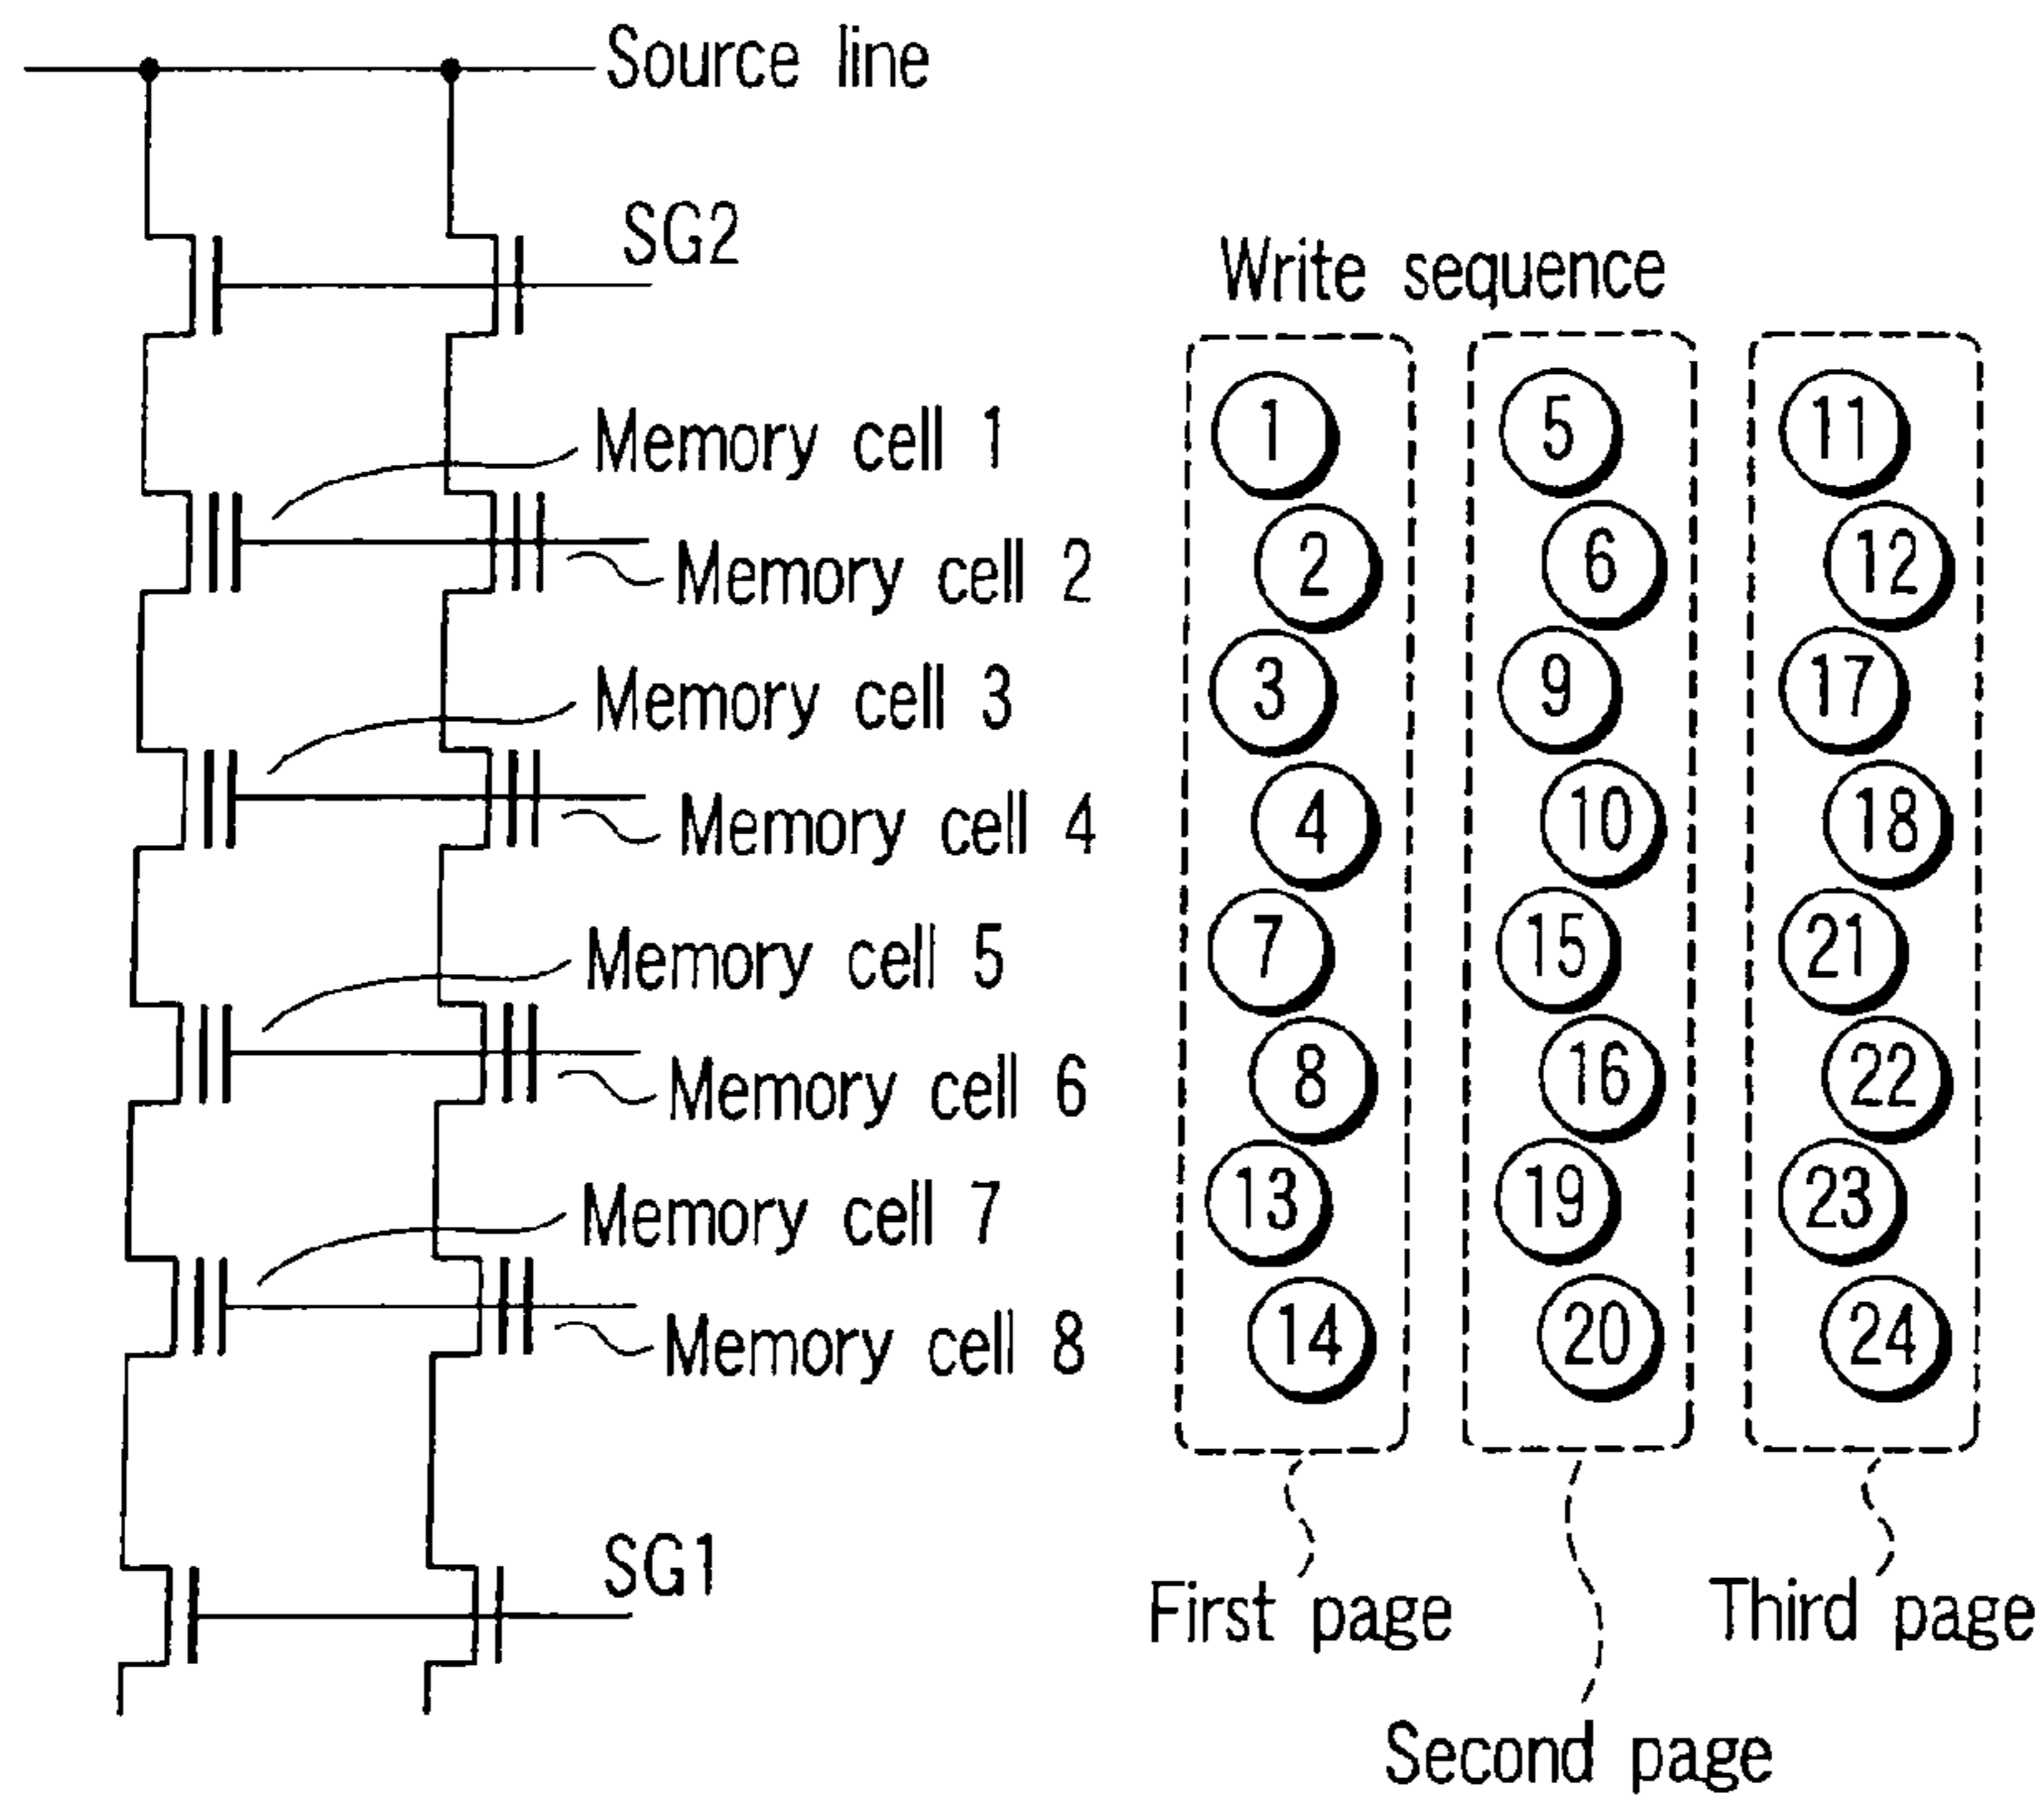 Source line
SG2
Write sequence
Memory cell 1
Memory cell 2
Memory cell 3
Memory cell 4
Memory cell 5
Memory cell 6
Memory cell 7
Memory cell 8
SG1
1 5 11
2 6 12
3 9 17
4 10 18
7 15 21
8 16 22
13 19 23
14 20 24
First page
Third page
Second page